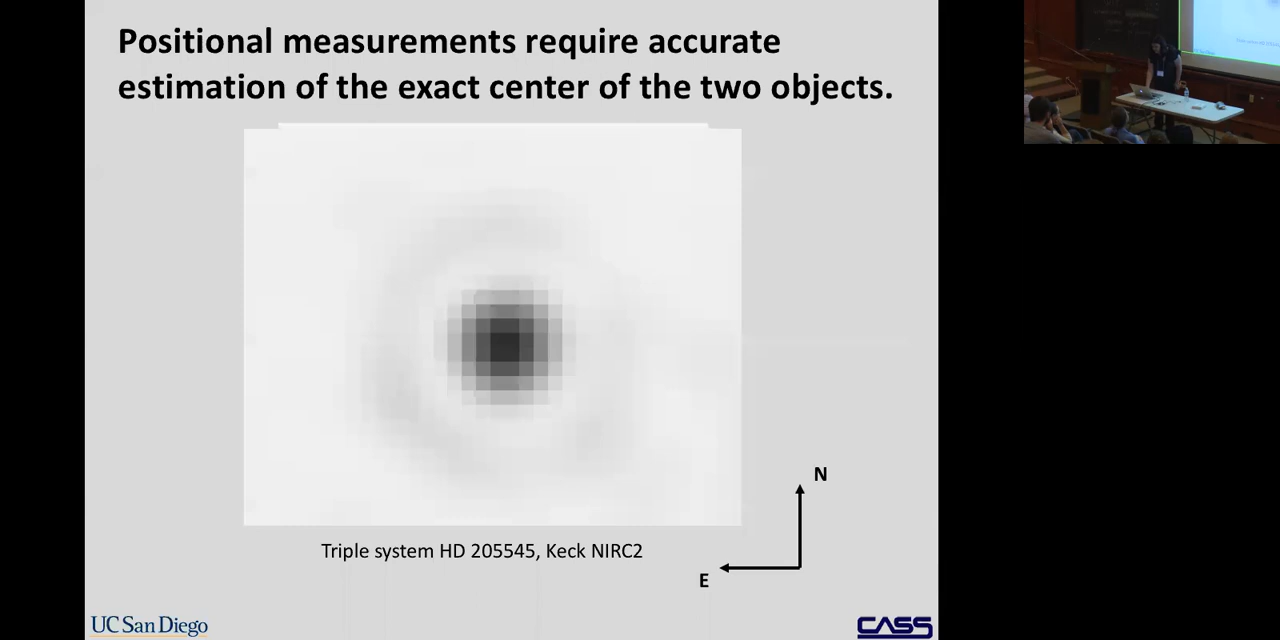 Positional measurements require accurate
estimation of the exact center of the two objects.
N
E
Triple system HD 205545, Keck NIRC2
UC San Diego
CASS